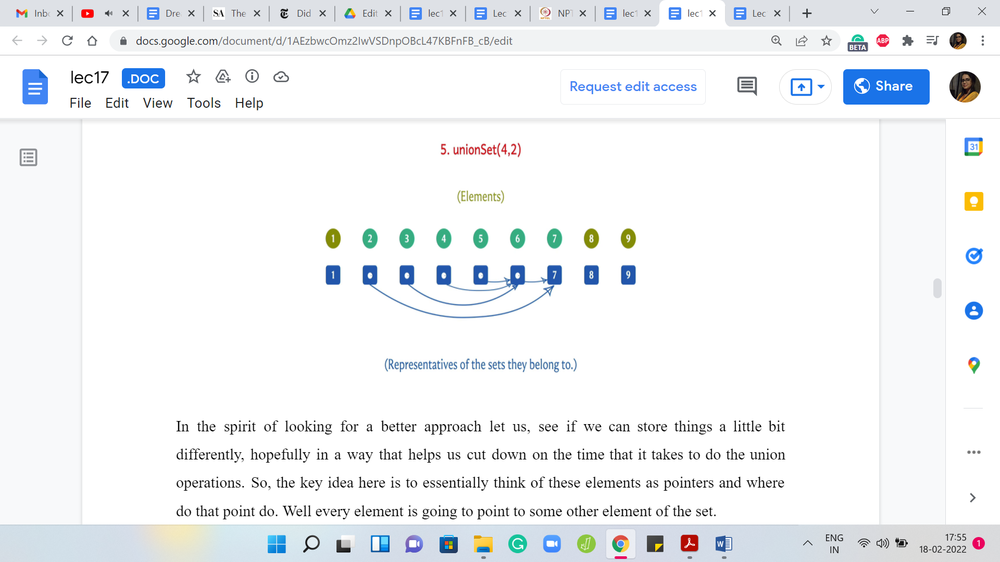 Inbo
Dre
SA The
Did
Edit
lec1
Lec
NPT
lec1
lec1
Lec
docs.google.com/document/d/1AEzbwcOmz2IwVSDnpOBcL47KBFnFB_cB/edit
ABP
BETA
lec17 .DOC
File Edit View Tools Help
Request edit access
Share
31
5. unionSet(4,2)
(Elements)
1 2 3 4 5 6 7 8 9
1 7 8 9
(Representatives of the sets they belong to.)
In the spirit of looking for a better approach let us, see if we can store things a little bit
differently, hopefully in a way that helps us cut down on the time that it takes to do the union
operations. So, the key idea here is to essentially think of these elements as pointers and where
do that point do. Well every element is going to point to some other element of the set.
ENG
IN
17:55
18-02-2022
1